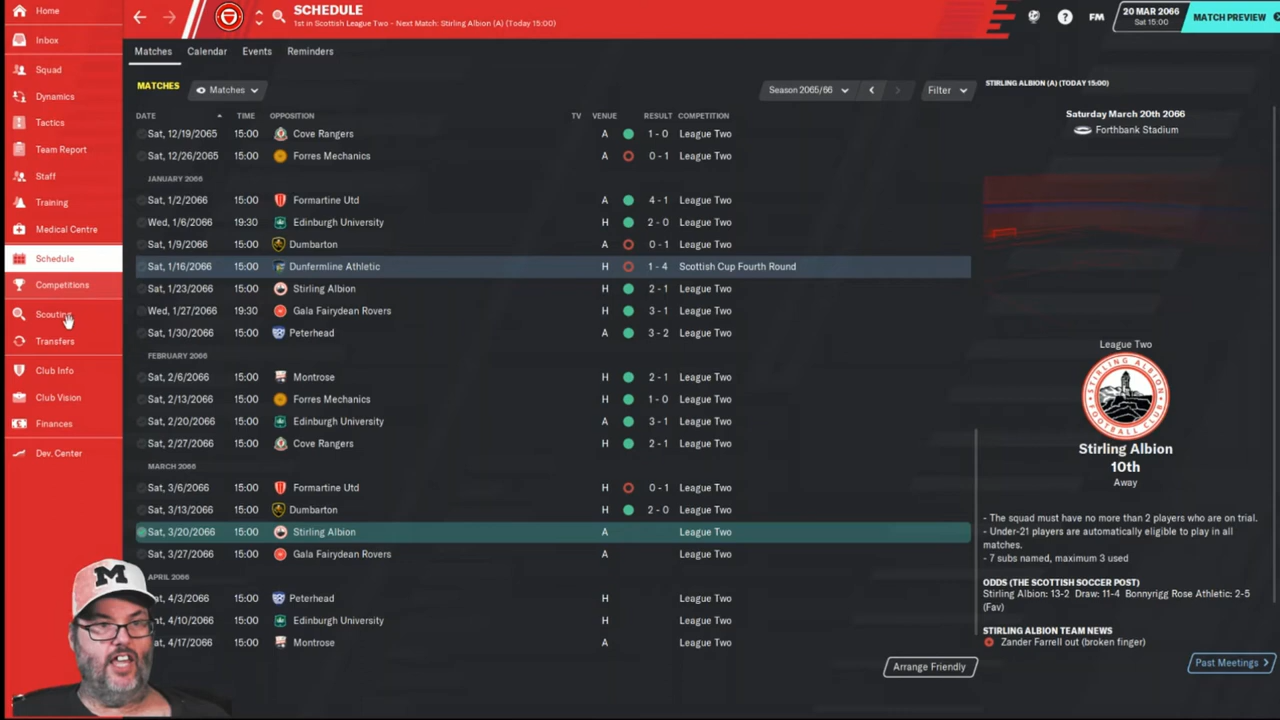 Home
Inbox
Squad
Dynamics
Tactics
Team Report
Staff
Training
Medical Centre
Schedule
Competitions
Scouting
Transfers
Club Info
Club Vision
Finances
Dev. Center
SCHEDULE
1st in Scottish League Two - Next Match: Stirling Albion (A) (Today 15:00)
FM
20 MAR 2066
Sat 15:00
MATCH PREVIEW
Matches Calendar Events Reminders
MATCHES Matches Season 2065/66 Filter
DATE TIME OPPOSITION TV VENUE RESULT COMPETITION
Sat, 12/19/2065 15:00 Cove Rangers A 1 - 0 League Two
Sat, 12/26/2065 15:00 Forres Mechanics A 0 - 1 League Two
JANUARY 2066
Sat, 1/2/2066 15:00 Formartine Utd A 4 - 1 League Two
Wed, 1/6/2066 19:30 Edinburgh University H 2 - 0 League Two
Sat, 1/9/2066 15:00 Dumbarton A 0 - 1 League Two
Sat, 1/16/2066 15:00 Dunfermline Athletic H 1 - 4 Scottish Cup Fourth Round
Sat, 1/23/2066 15:00 Stirling Albion H 2 - 1 League Two
Wed, 1/27/2066 19:30 Gala Fairydean Rovers H 3 - 1 League Two
Sat, 1/30/2066 15:00 Peterhead A 3 - 2 League Two
FEBRUARY 2066
Sat, 2/6/2066 15:00 Montrose H 2 - 1 League Two
Sat, 2/13/2066 15:00 Forres Mechanics H 1 - 0 League Two
Sat, 2/20/2066 15:00 Edinburgh University A 3 - 1 League Two
Sat, 2/27/2066 15:00 Cove Rangers H 2 - 1 League Two
MARCH 2066
Sat, 3/6/2066 15:00 Formartine Utd H 0 - 1 League Two
Sat, 3/13/2066 15:00 Dumbarton H 2 - 0 League Two
Sat, 3/20/2066 15:00 Stirling Albion A League Two
Sat, 3/27/2066 15:00 Gala Fairydean Rovers A League Two
APRIL 2066
Sat, 4/3/2066 15:00 Peterhead H League Two
Sat, 4/10/2066 15:00 Edinburgh University H League Two
Sat, 4/17/2066 15:00 Montrose A League Two
Arrange Friendly
STIRLING ALBION (A) (TODAY 15:00)
Saturday March 20th 2066
Forthbank Stadium
League Two
STIRLING ALBION
FOOTBALL CLUB
Stirling Albion
10th
Away
- The squad must have no more than 2 players who are on trial.
- Under-21 players are automatically eligible to play in all
matches.
- 7 subs named, maximum 3 used
ODDS (THE SCOTTISH SOCCER POST)
Stirling Albion: 13-2 Draw: 11-4 Bonnyrigg Rose Athletic: 2-5
(Fav)
STIRLING ALBION TEAM NEWS
Zander Farrell out (broken finger)
Past Meetings
M